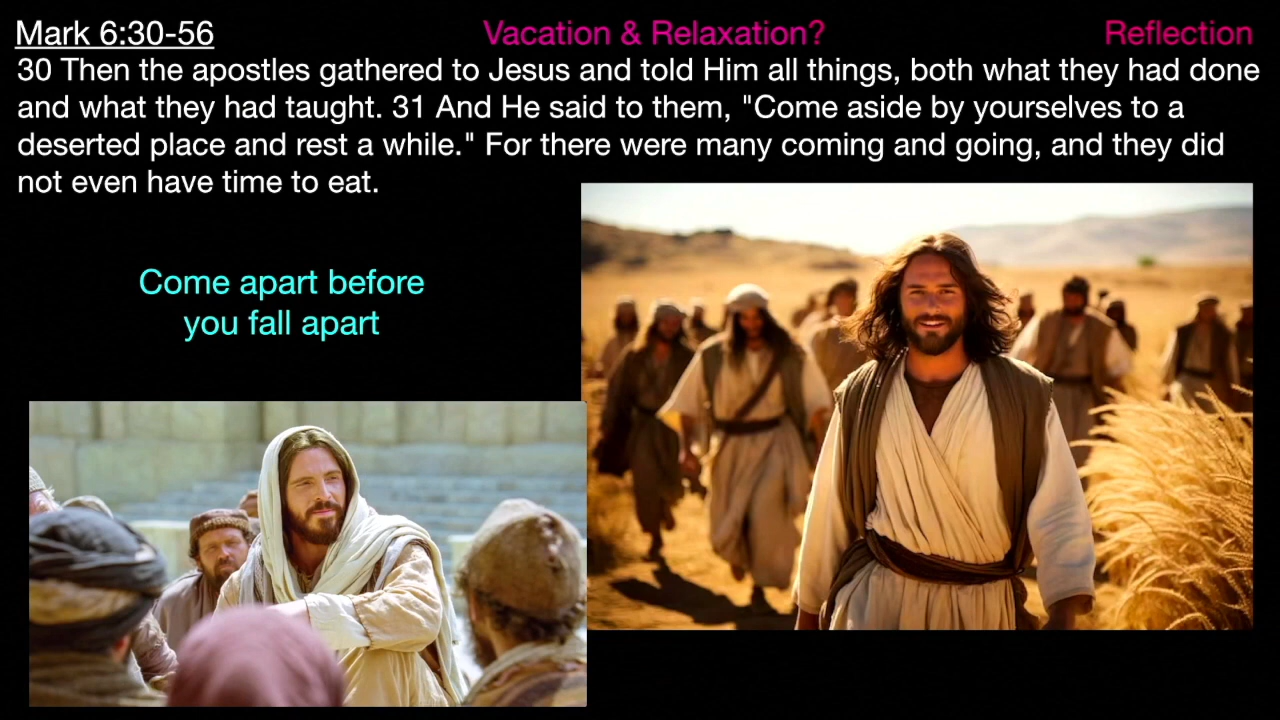 Mark 6:30-56 Vacation & Relaxation? Reflection
30 Then the apostles gathered to Jesus and told Him all things, both what they had done
and what they had taught. 31 And He said to them, "Come aside by yourselves to a
deserted place and rest a while." For there were many coming and going, and they did
not even have time to eat.
Come apart before
you fall apart